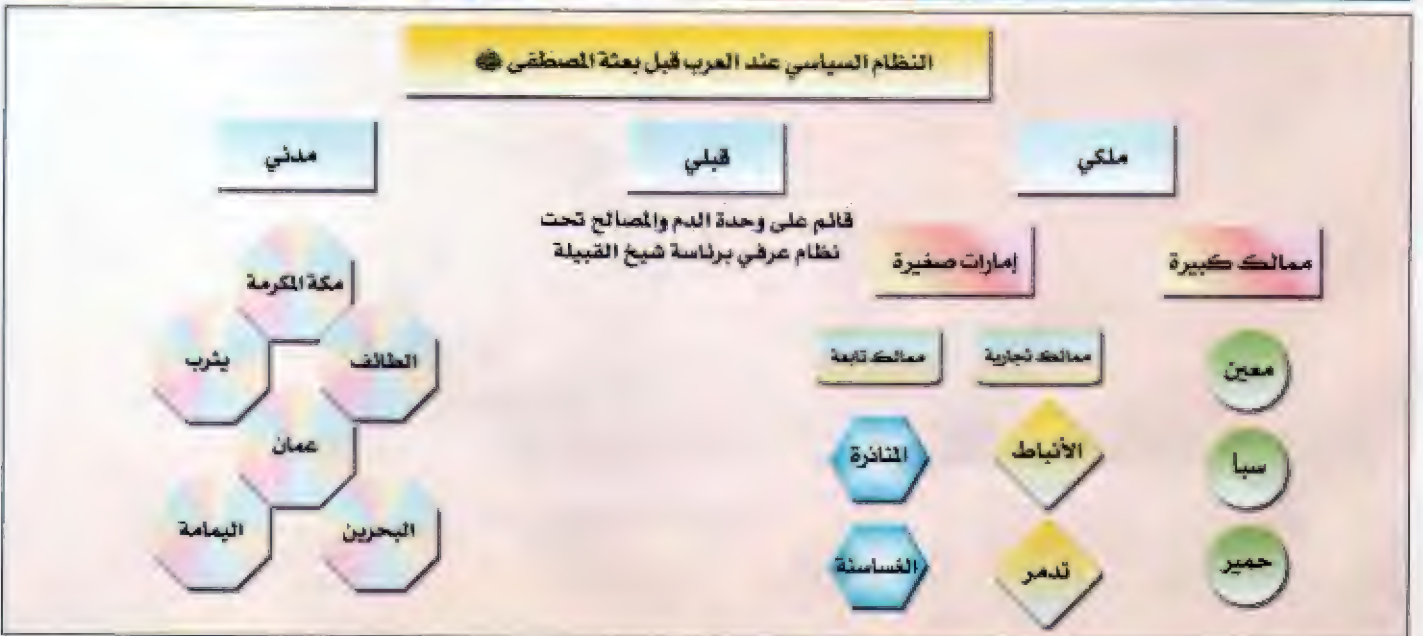 النظام السياسي عند العرب قبل بعثة المصطفى ﷺ
ملكي
قبلي
مدني
قائم على وحدة الدم والمصالح تحت
نظام عرفي برئاسة شيخ القبيلة
ممالك كبيرة
إمارات صغيرة
معين
سبأ
حمير
ممالك تجارية
ممالك تابعة
الأنباط
تدمر
المناذرة
الغساسنة
مكة المكرمة
الطائف
يثرب
عمان
البحرين
اليمامة